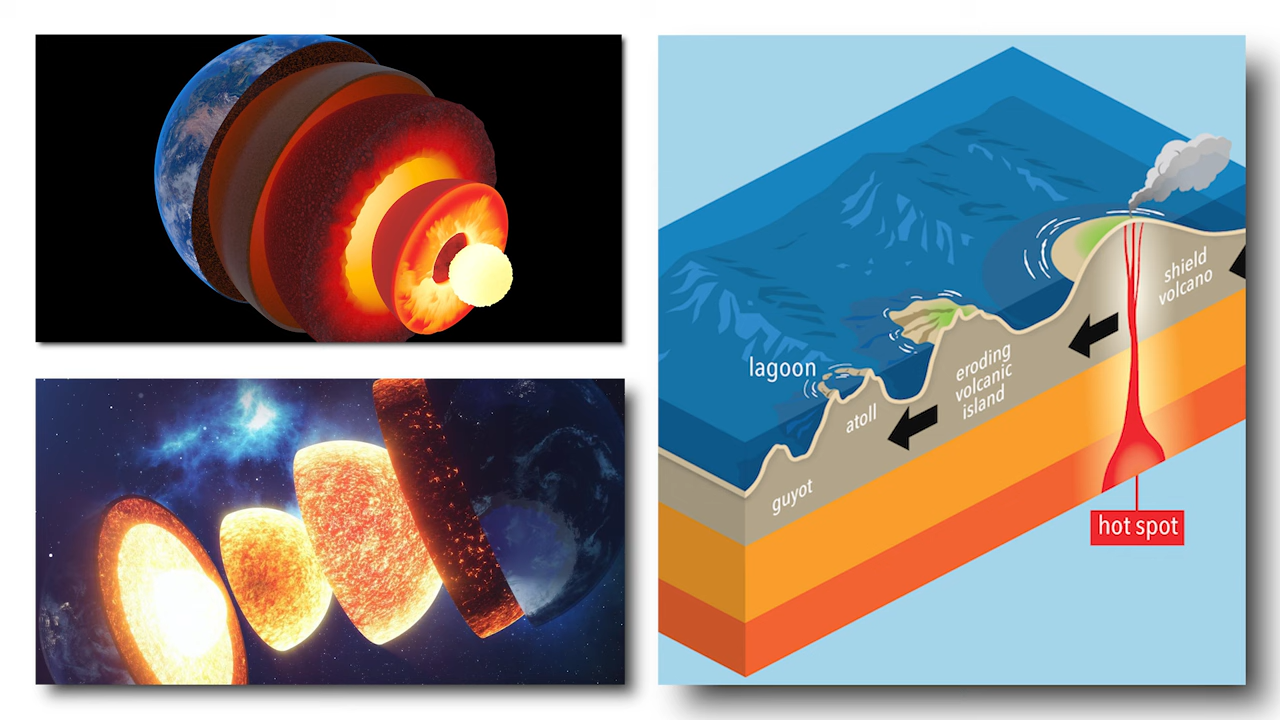 shield
volcano
lagoon
eroding
volcanic
island
atoll
guyot
hot spot